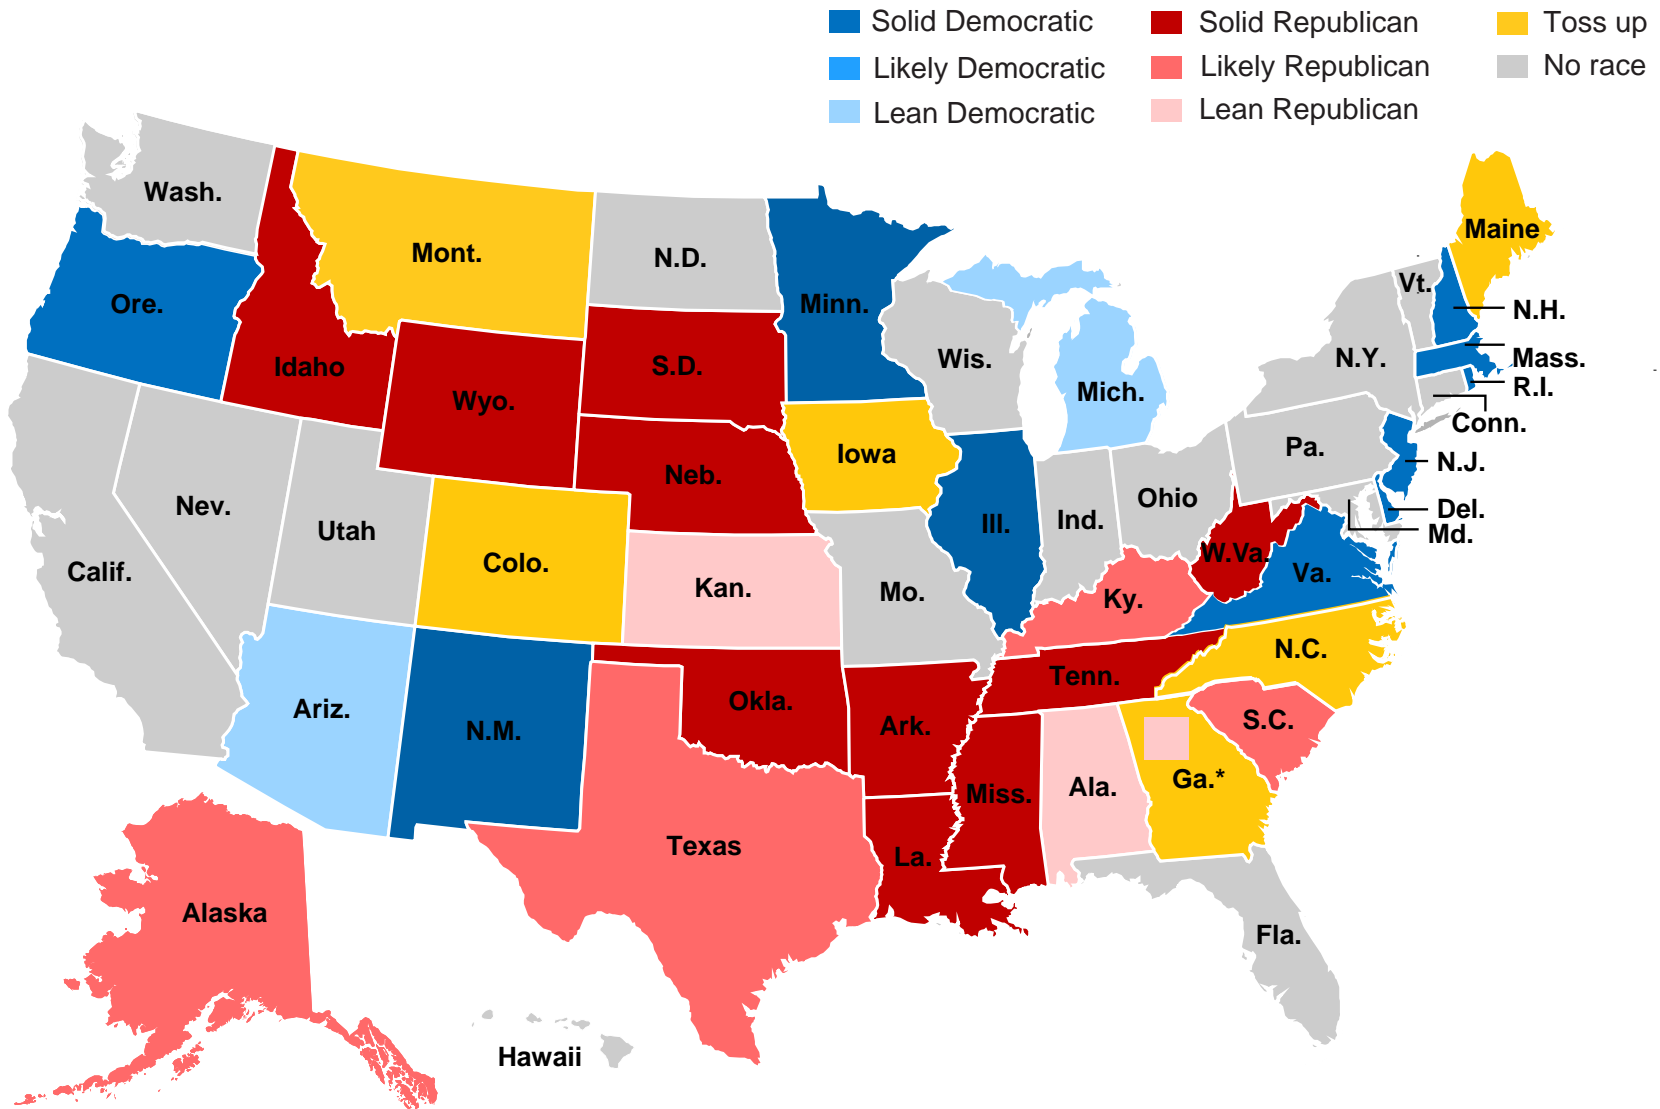 Solid Democratic
Solid Republican
Toss up
Likely Democratic
Likely Republican
No race
Lean Democratic
Lean Republican
Wash.
Mont.
N.D.
Minn.
Maine
Vt.
N.H.
Ore.
Idaho
Wyo.
S.D.
Wis.
Mich.
N.Y.
Mass.
R.I.
Conn.
Neb.
Iowa
Pa.
N.J.
Nev.
Utah
Colo.
Ill.
Ind.
Ohio
Del.
Md.
Calif.
Kan.
Mo.
Ky.
W.Va.
Va.
N.C.
Ariz.
N.M.
Okla.
Ark.
Tenn.
S.C.
Texas
La.
Miss.
Ala.
Ga.*
Alaska
Fla.
Hawaii